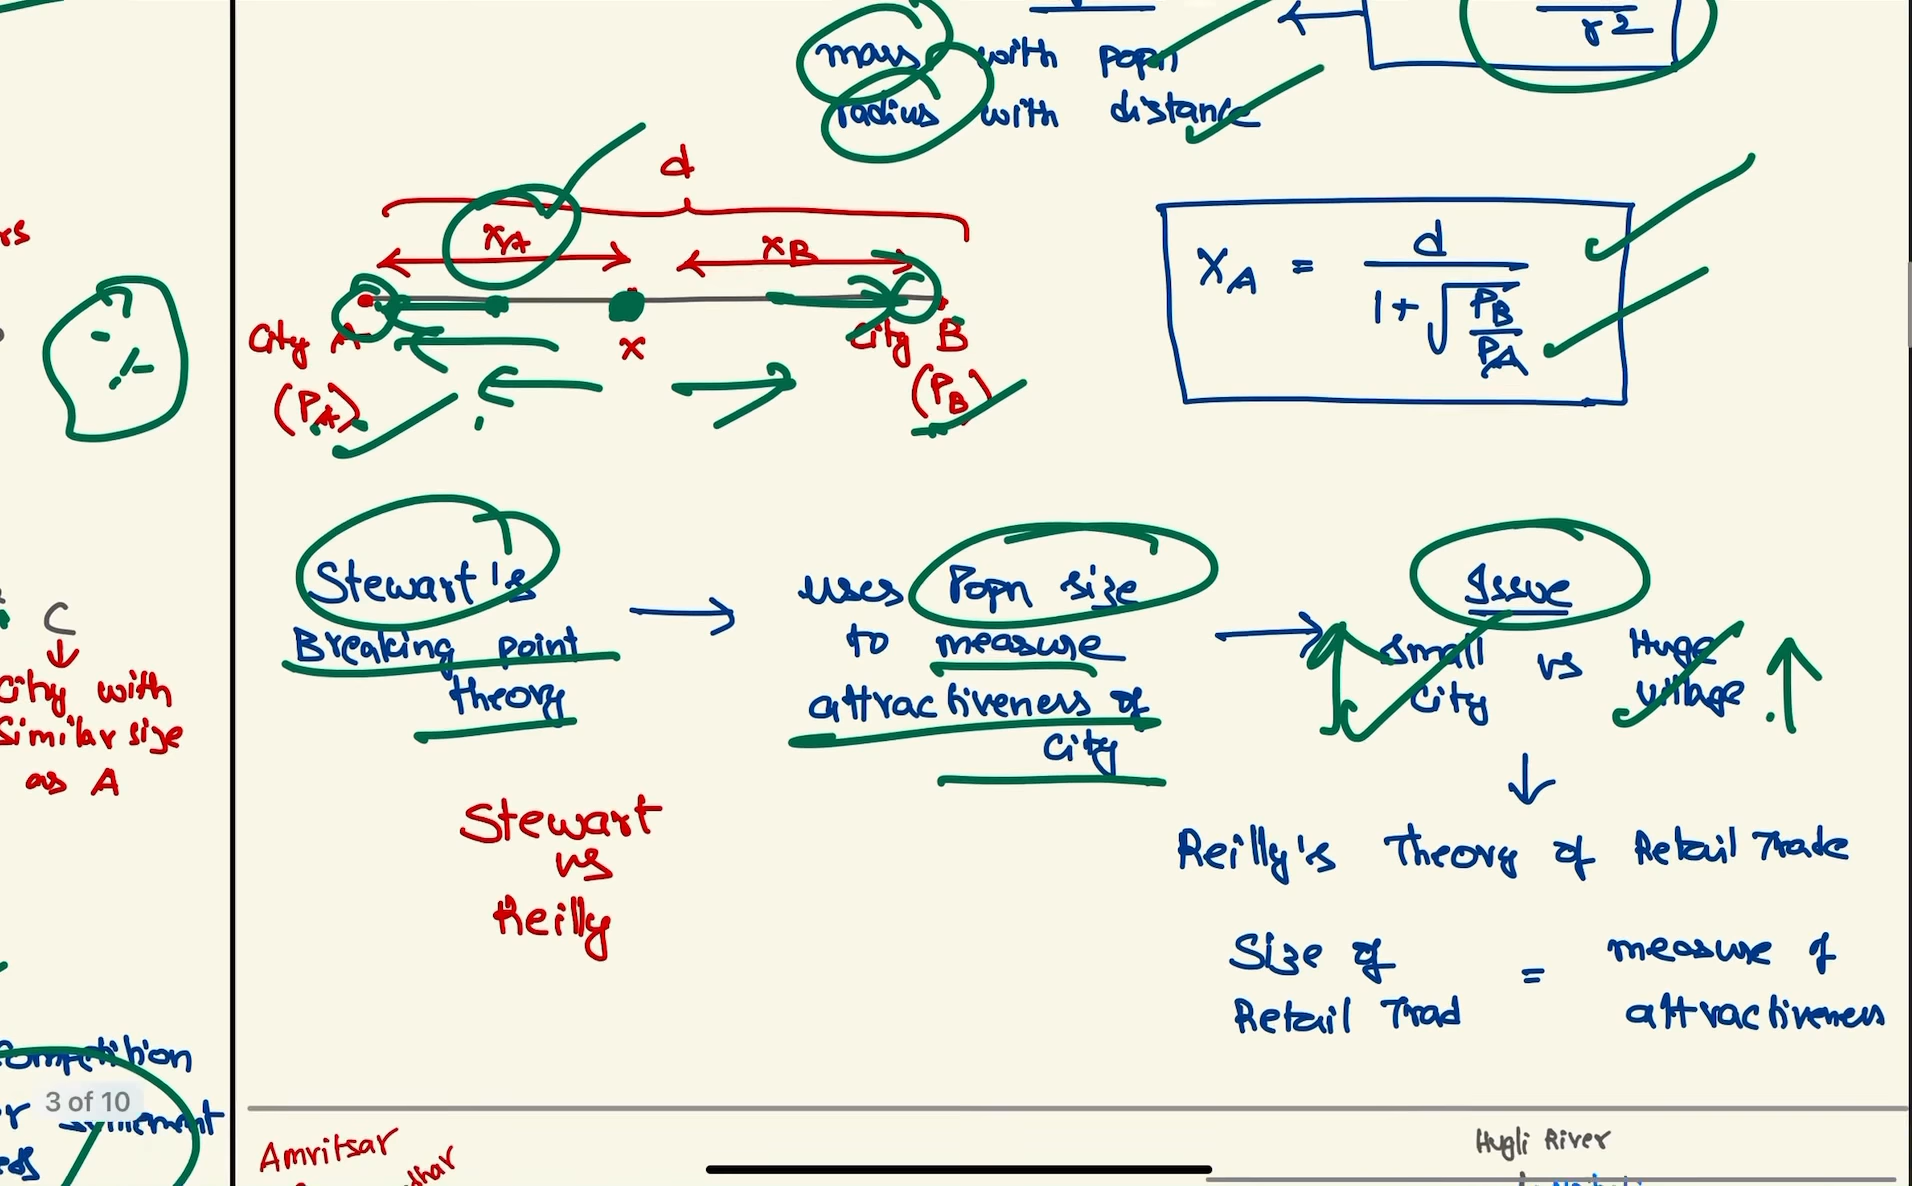 r2
mass with popn
radius with distance
d
xA
xB
City A
x
City B
(PA)
(PB)
XA = d / 1+√PB/PA
Stewart's
Breaking point
theory
uses Popn size
to measure
attractiveness of
City
Issue
Small
City
vs
Huge
village
Stewart
vs
Reilly
Reilly's Theory of Retail Trade
Size of
Retail Trad
=
measure of
attractiveness
rs
C
City with
Similar size
as A
Competition
3 of 10
Amritsar
Hugli River